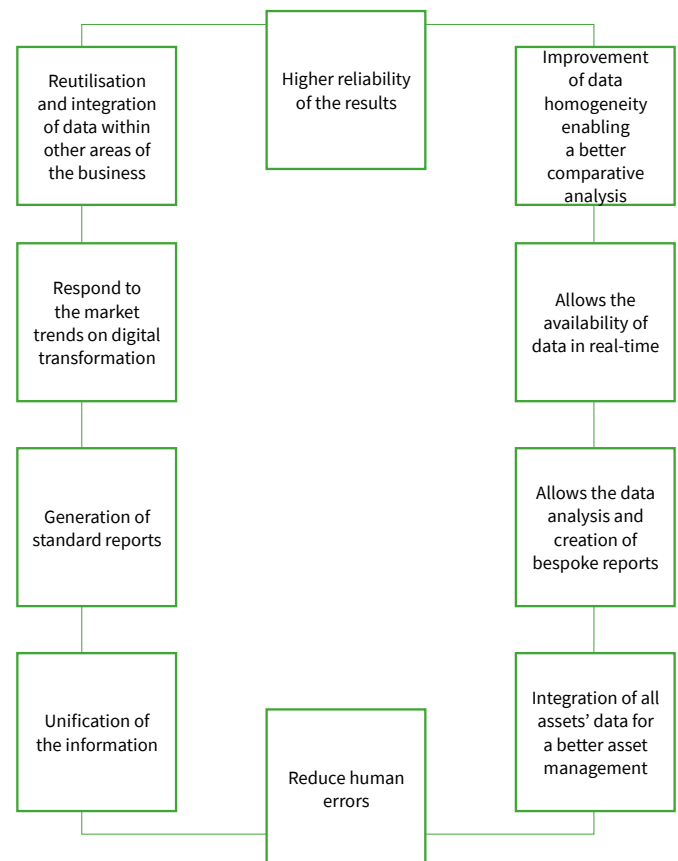 Higher reliability
of the results
Improvement
of data
homogeneity
enabling
a better
comparative
analysis
Allows the
availability of
data in real-time
Allows the data
analysis and
creation of
bespoke reports
Integration of all
assets’ data for
a better asset
management
Reduce human
errors
Unification of
the information
Generation of
standard reports
Respond to
the market
trends on digital
transformation
Reutilisation
and integration
of data within
other areas of
the business